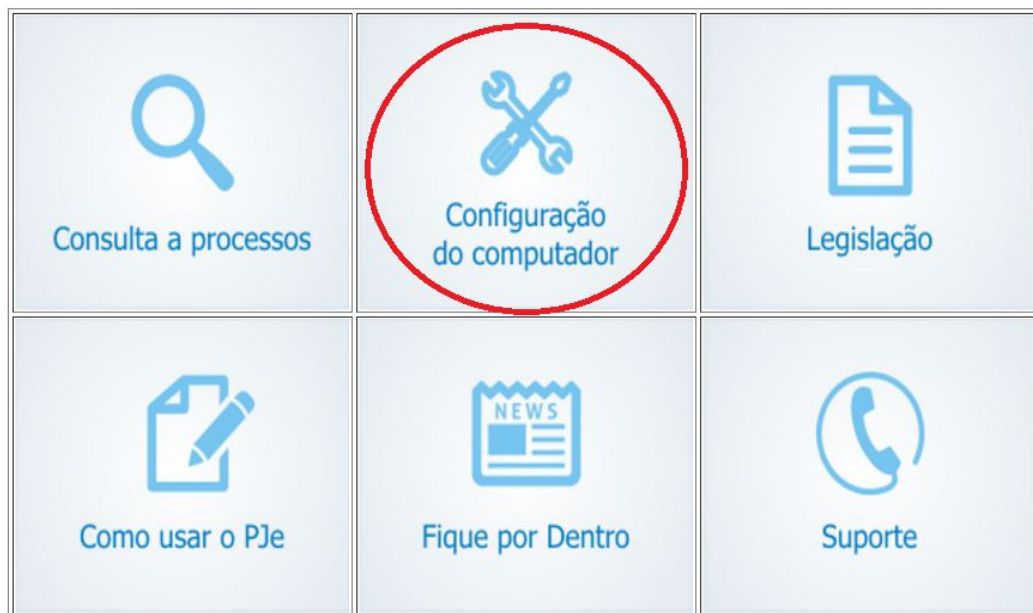 Consulta a processos
Configuração
do computador
Legislação
NEWS
Como usar o PJe
Fique por Dentro
Suporte